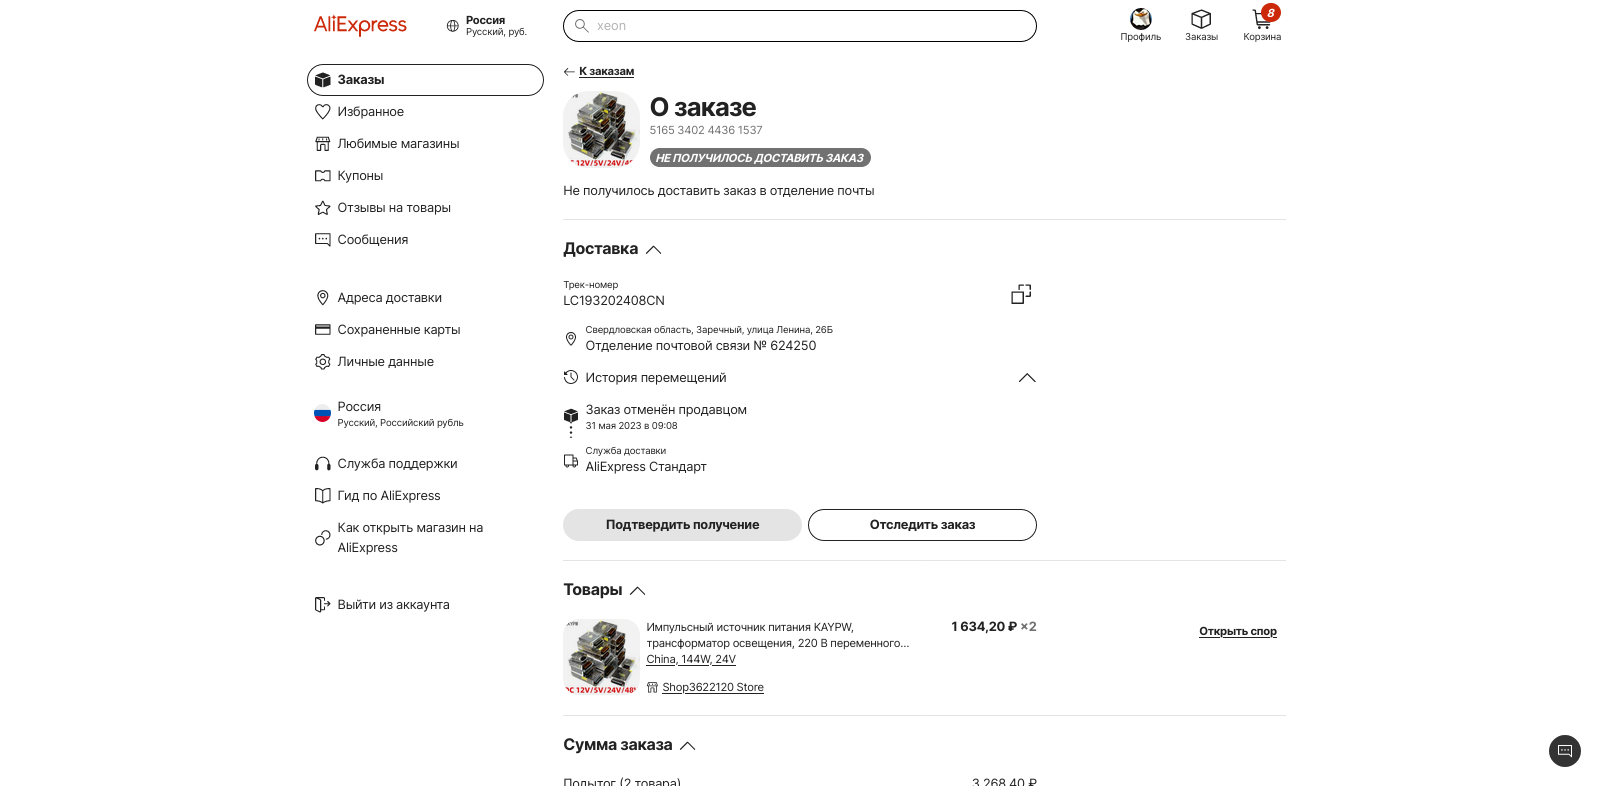 AliExpress
Россия
Русский, руб.
xeon
Профиль
Заказы
8
Корзина
Заказы
Избранное
Любимые магазины
Купоны
Отзывы на товары
Сообщения
Адреса доставки
Сохраненные карты
Личные данные
Россия
Русский, Российский рубль
Служба поддержки
Гид по AliExpress
Как открыть магазин на
AliExpress
Выйти из аккаунта
К заказам
О заказе
5165 3402 4436 1537
НЕ ПОЛУЧИЛОСЬ ДОСТАВИТЬ ЗАКАЗ
Не получилось доставить заказ в отделение почты
Доставка
Трек-номер
LC193202408CN
Свердловская область, Заречный, улица Ленина, 26Б
Отделение почтовой связи № 624250
История перемещений
Заказ отменён продавцом
31 мая 2023 в 09:08
Служба доставки
AliExpress Стандарт
Подтвердить получение
Отследить заказ
Товары
Импульсный источник питания KAYPW,
трансформатор освещения, 220 В переменного...
China, 144W, 24V
Shop3622120 Store
1 634,20 ₽ ×2
Открыть спор
Сумма заказа
Подытог (2 товара)
3 268,40 ₽